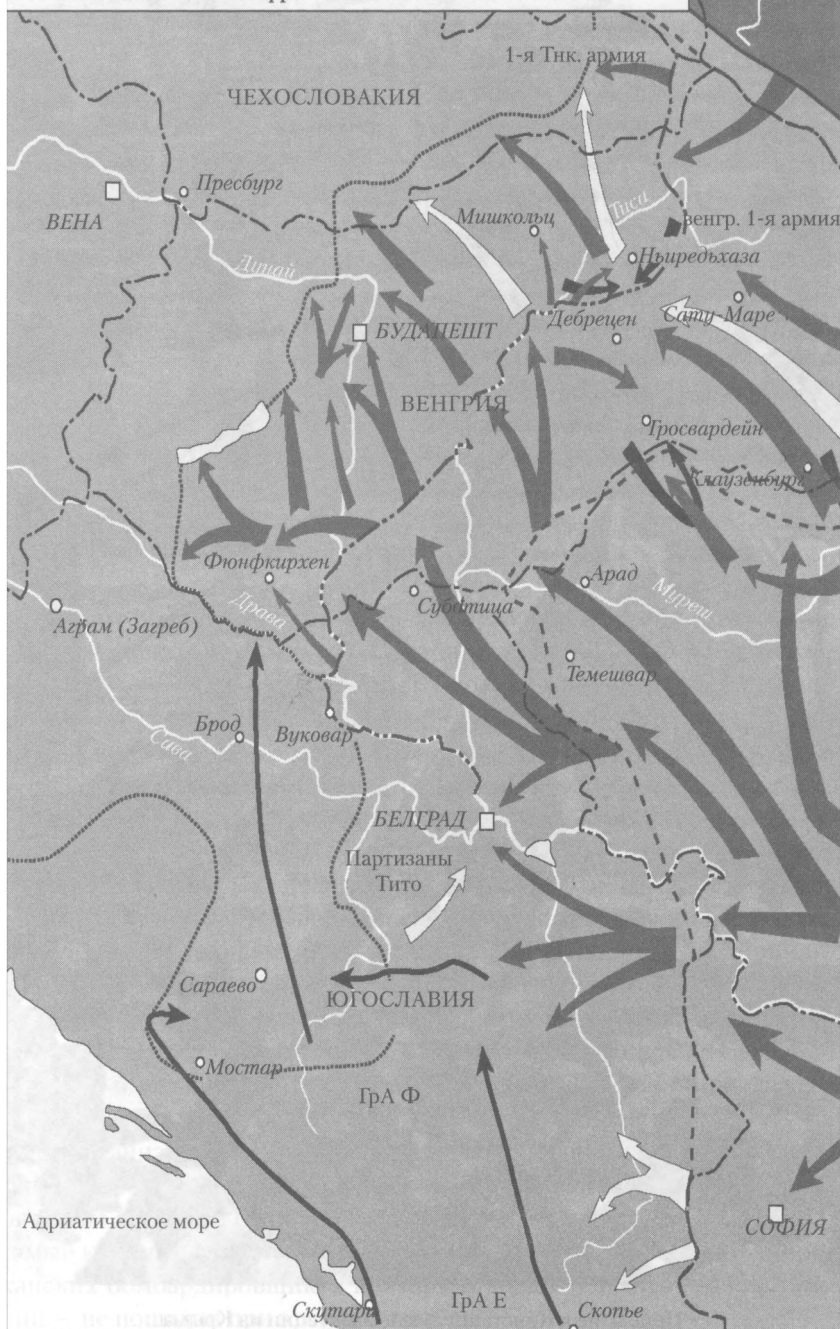 1-я Тнк. армия
ЧЕХОСЛОВАКИЯ
Пресбург
ВЕНА
Мишкольц
Тиса
венгр. 1-я армия
Ньиредьхаза
Дунай
Дебрецен
Сату-Маре
БУДАПЕШТ
ВЕНГРИЯ
Гросвардейн
Клаузенбург
Фюнфкирхен
Субатица
Арад
Муреш
Драва
Аграм (Загреб)
Темешвар
Брод
Вуковар
Сава
БЕЛГРАД
Партизаны
Тито
Сараево
ЮГОСЛАВИЯ
Мостар
ГрА Ф
Адриатическое море
СОФИЯ
Скутари
ГрА Е
Скопье